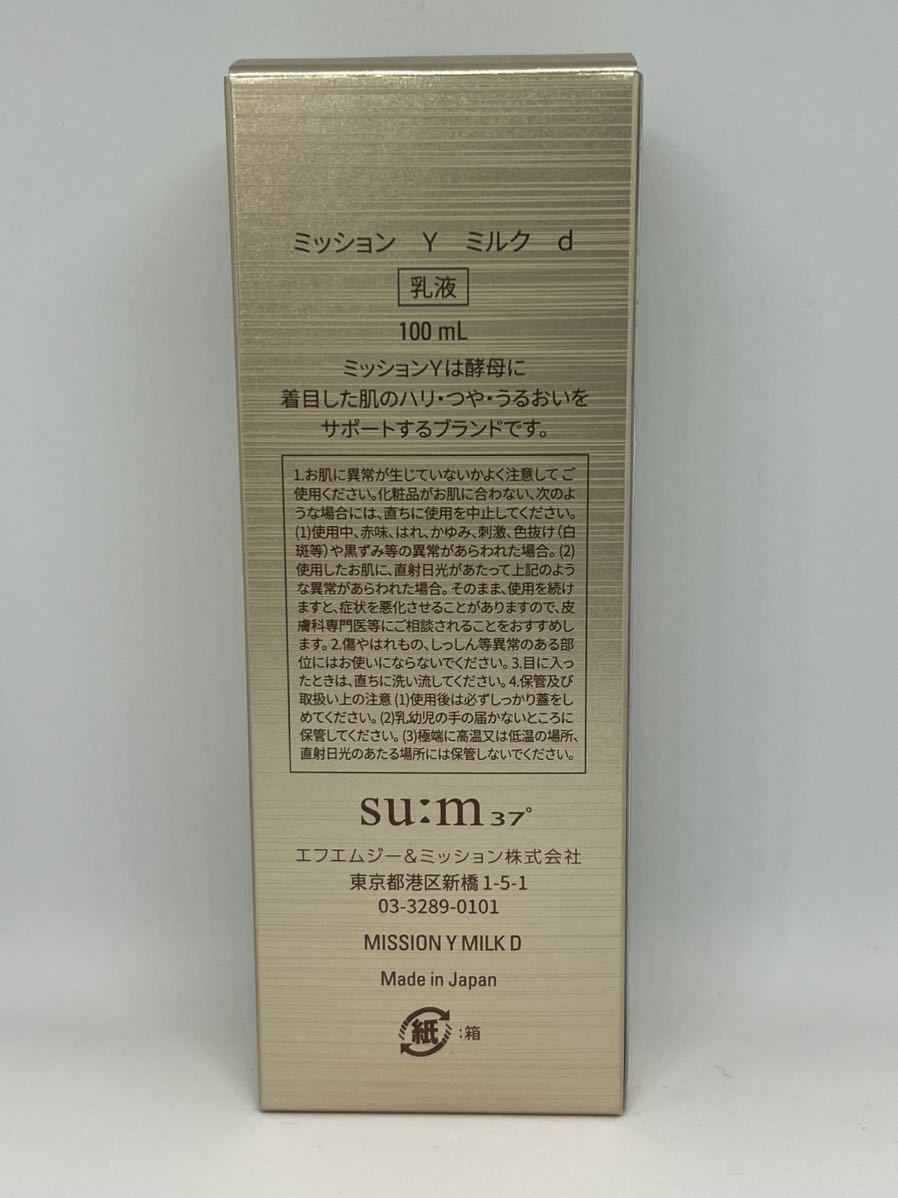 ミッション Y ミルク d
乳液
100 mL
ミッションYは酵母に
着目した肌のハリ・つや・うるおいを
サポートするブランドです。
1.お肌に異常が生じていないかよく注意してご
使用ください。化粧品がお肌に合わない、次のよ
うな場合には、直ちに使用を中止してください。
(1)使用中、赤味、はれ、かゆみ、刺激、色抜け(白
斑等)や黒ずみ等の異常があらわれた場合。(2)
使用したお肌に、直射日光があたって上記のよう
な異常があらわれた場合。そのまま、使用を続け
ますと、症状を悪化させることがありますので、皮
膚科専門医等にご相談されることをおすすめし
ます。2.傷やはれもの、しっしん等異常のある部
位にはお使いにならないでください。3.目に入っ
たときは、直ちに洗い流してください。4.保管及び
取扱い上の注意(1)使用後は必ずしっかり蓋をし
めてください。(2)乳幼児の手の届かないところに
保管してください。(3)極端に高温又は低温の場所、
直射日光のあたる場所には保管しないでください。
su:m37°
エフエムジー&ミッション株式会社
東京都港区新橋1-5-1
03-3289-0101
MISSION Y MILK D
Made in Japan
紙:箱